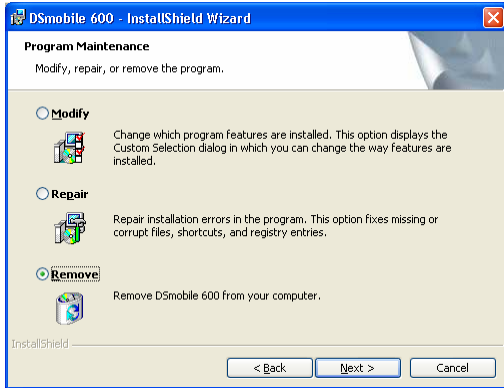 DSmobile 600 - InstallShield Wizard
Program Maintenance
Modify, repair, or remove the program.
Modify
Change which program features are installed. This option displays the
Custom Selection dialog in which you can change the way features are
installed.
Repair
Repair installation errors in the program. This option fixes missing or
corrupt files, shortcuts, and registry entries.
Remove
Remove DSmobile 600 from your computer.
InstallShield
< Back Next > Cancel